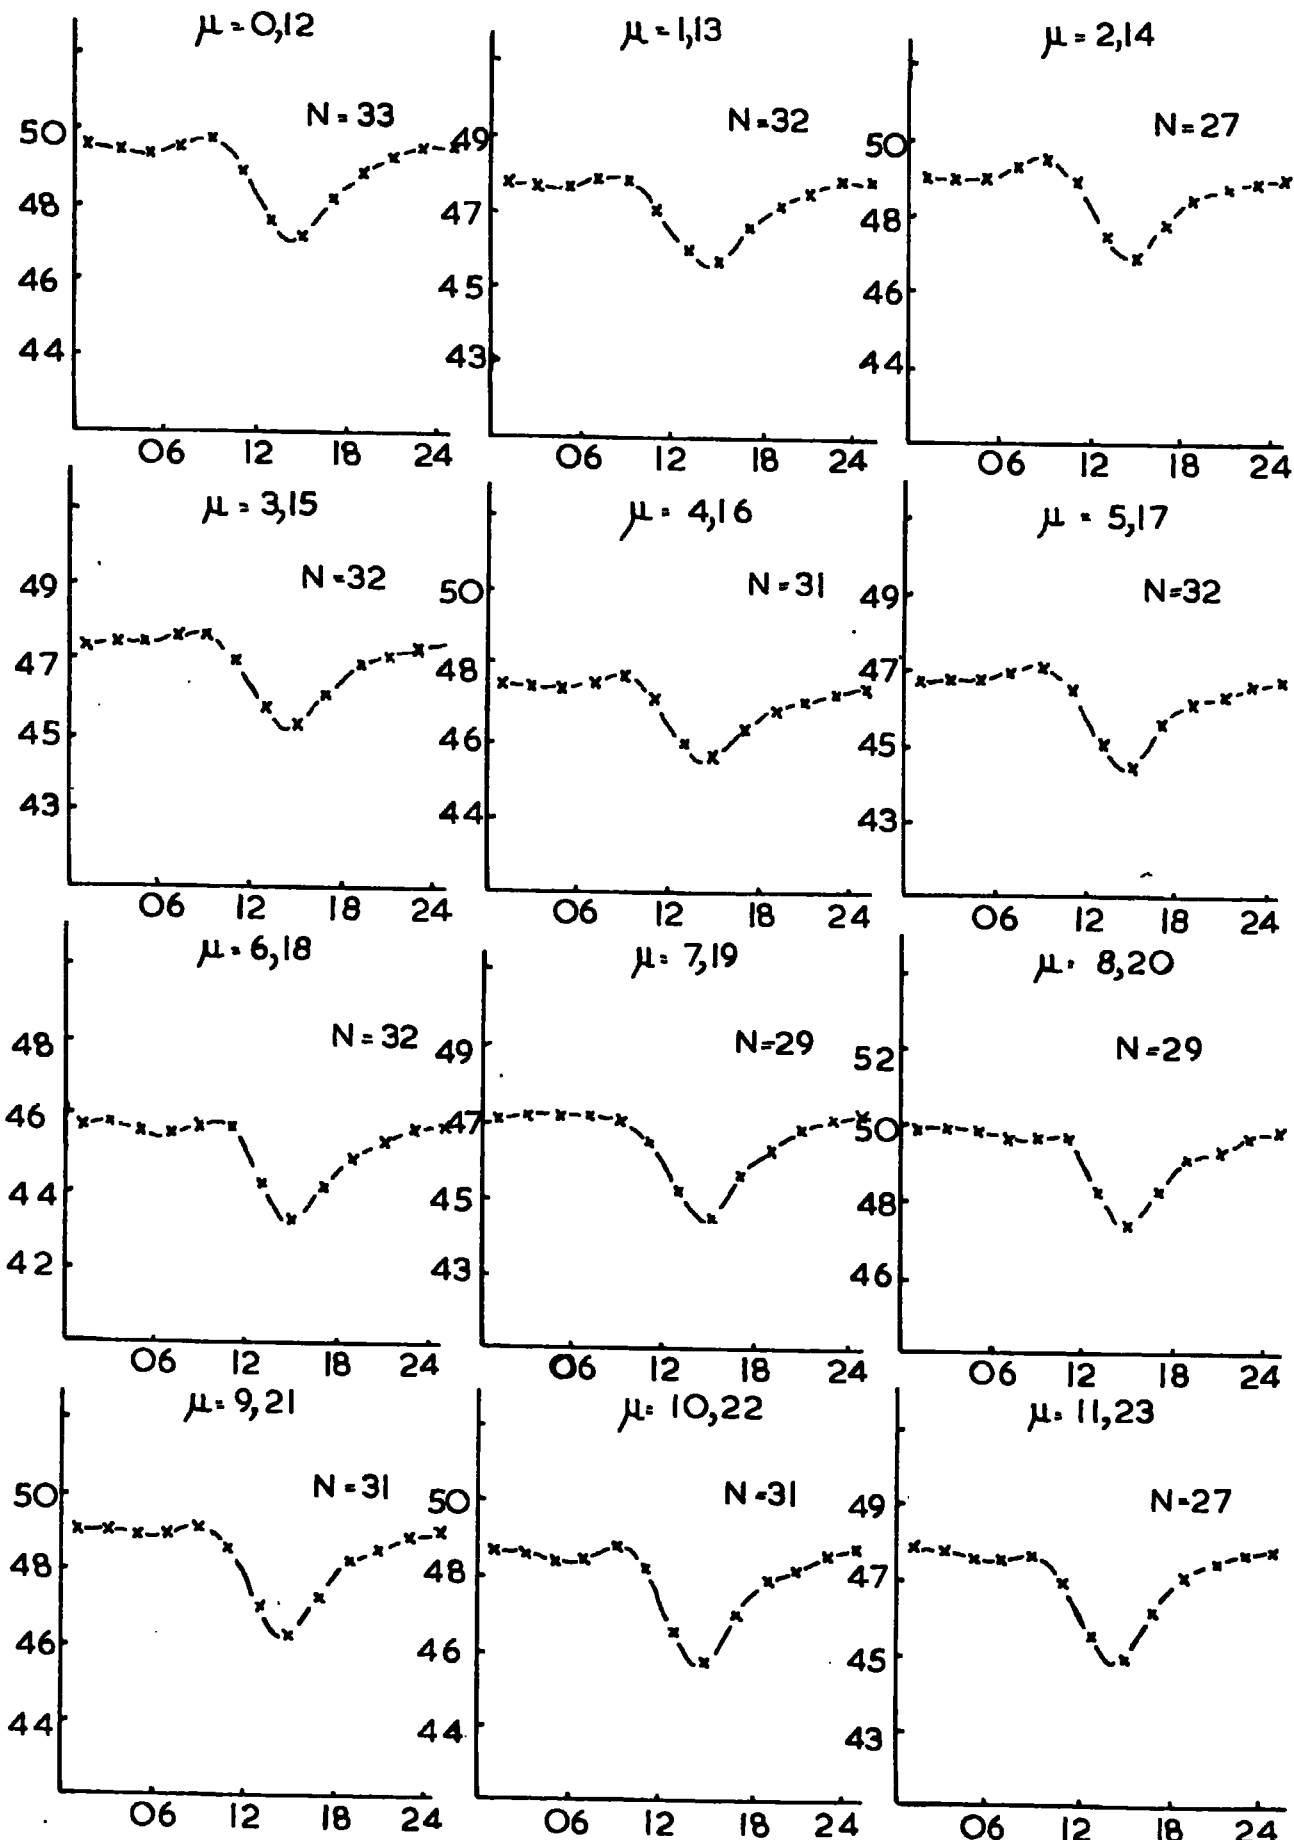 μ = 0,12
N = 33
50
48
46
44
06 12 18 24
μ = 1,13
N = 32
49
47
45
43
06 12 18 24
μ = 2,14
N = 27
50
48
46
44
06 12 18 24
μ = 3,15
N = 32
49
47
45
43
06 12 18 24
μ = 4,16
N = 31
50
48
46
44
06 12 18 24
μ = 5,17
N = 32
49
47
45
43
06 12 18 24
μ = 6,18
N = 32
48
46
44
42
06 12 18 24
μ = 7,19
N = 29
49
47
45
43
06 12 18 24
μ = 8,20
N = 29
52
50
48
46
06 12 18 24
μ = 9,21
N = 31
50
48
46
44
06 12 18 24
μ = 10,22
N = 31
50
48
46
44
06 12 18 24
μ = 11,23
N = 27
49
47
45
43
06 12 18 24